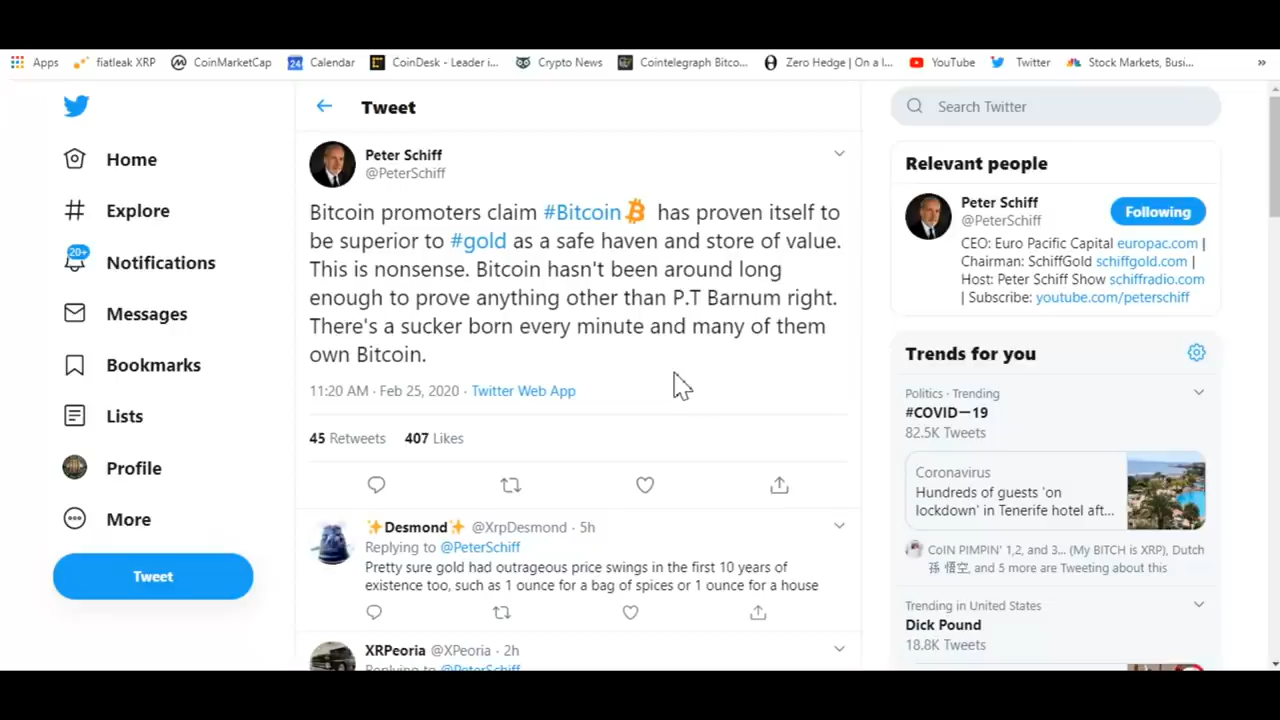 Apps fiatleak XRP CoinMarketCap 24 Calendar CoinDesk - Leader i... Crypto News Cointelegraph Bitco... Zero Hedge | On a l... YouTube Twitter Stock Markets, Busi... »
Home
Explore
20+
Notifications
Messages
Bookmarks
Lists
Profile
More
Tweet
Tweet
Peter Schiff
@PeterSchiff
Bitcoin promoters claim #Bitcoin has proven itself to
be superior to #gold as a safe haven and store of value.
This is nonsense. Bitcoin hasn't been around long
enough to prove anything other than P.T Barnum right.
There's a sucker born every minute and many of them
own Bitcoin.
11:20 AM · Feb 25, 2020 · Twitter Web App
45 Retweets 407 Likes
✨Desmond✨ @XrpDesmond · 5h
Replying to @PeterSchiff
Pretty sure gold had outrageous price swings in the first 10 years of
existence too, such as 1 ounce for a bag of spices or 1 ounce for a house
XRPeoria @XPeoria · 2h
Replying to @PeterSchiff
Search Twitter
Relevant people
Peter Schiff
@PeterSchiff
Following
CEO: Euro Pacific Capital europac.com |
Chairman: SchiffGold schiffgold.com |
Host: Peter Schiff Show schiffradio.com
| Subscribe: youtube.com/peterschiff
Trends for you
Politics · Trending
#COVID—19
82.5K Tweets
Coronavirus
Hundreds of guests 'on
lockdown' in Tenerife hotel aft...
CoIN PIMPIN' 1,2, and 3... (My BITCH is XRP), Dutch
孫 悟空, and 5 more are Tweeting about this
Trending in United States
Dick Pound
18.8K Tweets